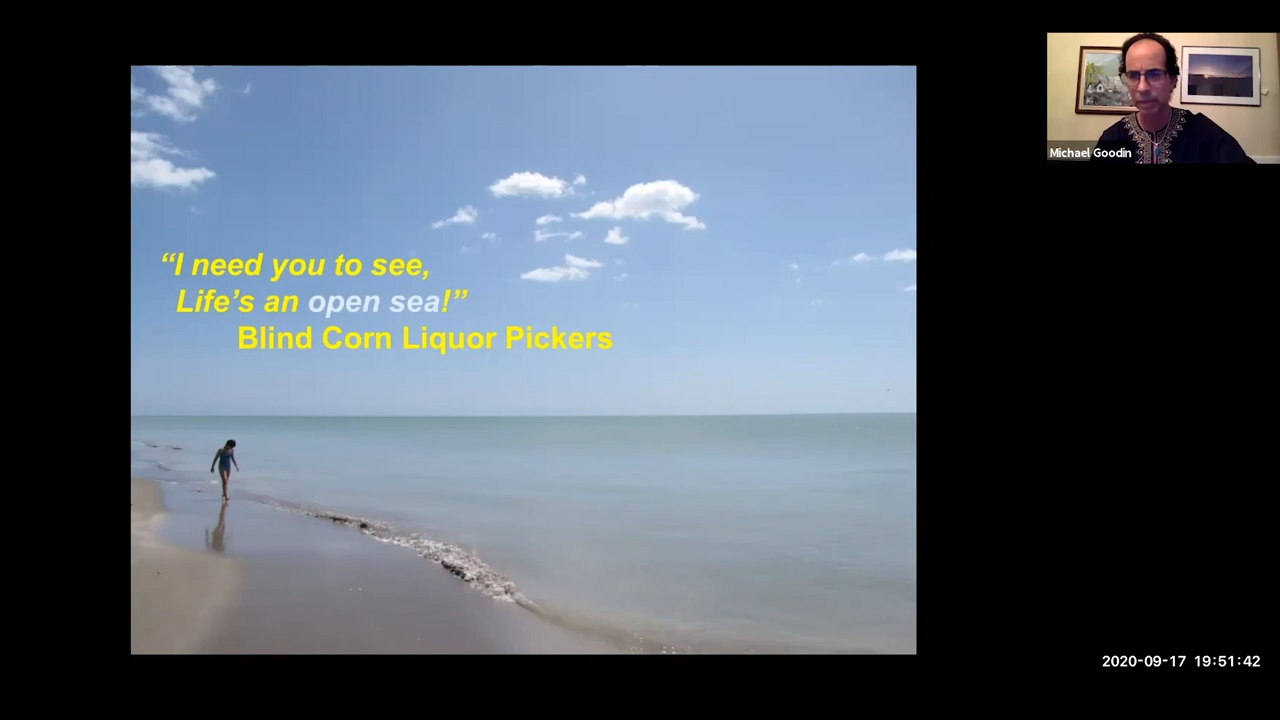 “I need you to see,
Life’s an open sea!”
Blind Corn Liquor Pickers
Michael Goodin
2020-09-17 19:51:42